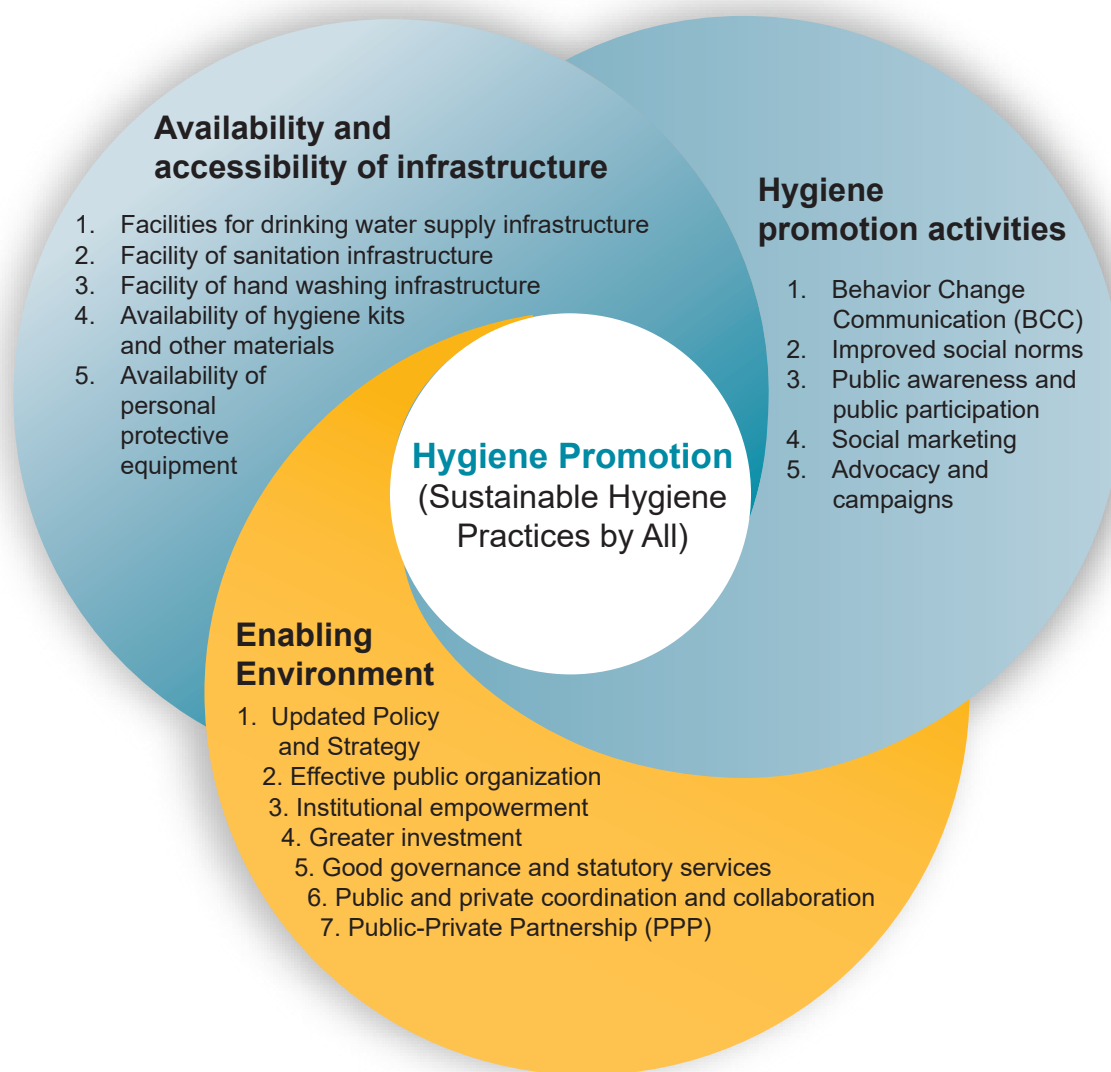 Availability and
accessibility of infrastructure
1. Facilities for drinking water supply infrastructure
2. Facility of sanitation infrastructure
3. Facility of hand washing infrastructure
4. Availability of hygiene kits
and other materials
5. Availability of
personal
protective
equipment
Hygiene
promotion activities
1. Behavior Change
Communication (BCC)
2. Improved social norms
3. Public awareness and
public participation
4. Social marketing
5. Advocacy and
campaigns
Hygiene Promotion
(Sustainable Hygiene
Practices by All)
Enabling
Environment
1. Updated Policy
and Strategy
2. Effective public organization
3. Institutional empowerment
4. Greater investment
5. Good governance and statutory services
6. Public and private coordination and collaboration
7. Public-Private Partnership (PPP)